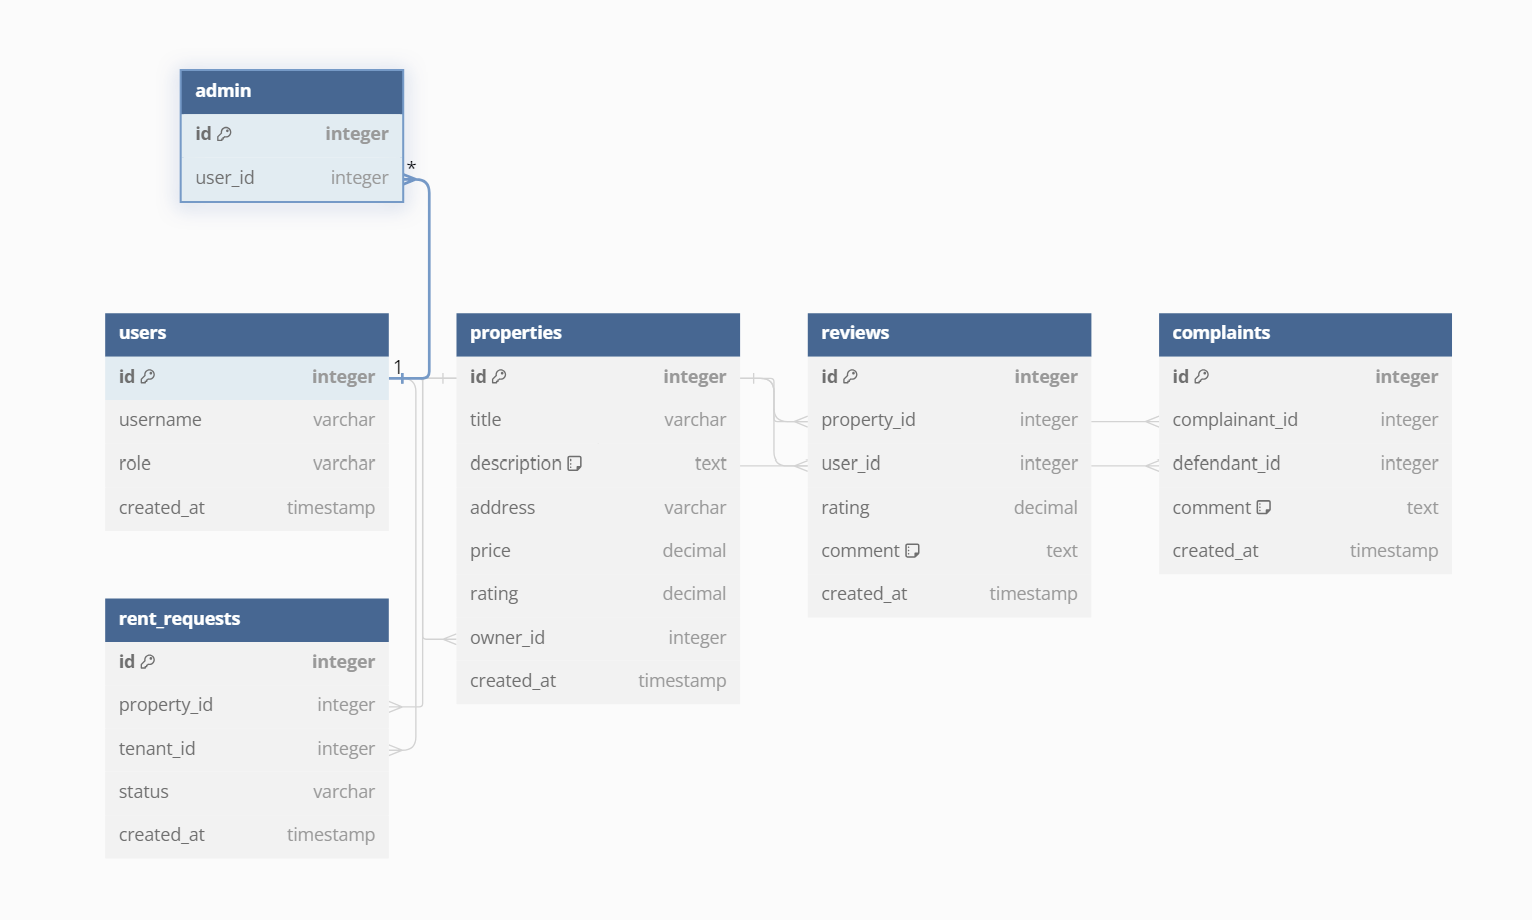 admin
id integer
user_id integer
*
1
users
id integer
username varchar
role varchar
created_at timestamp
properties
id integer
title varchar
description text
address varchar
price decimal
rating decimal
owner_id integer
created_at timestamp
reviews
id integer
property_id integer
user_id integer
rating decimal
comment text
created_at timestamp
complaints
id integer
complainant_id integer
defendant_id integer
comment text
created_at timestamp
rent_requests
id integer
property_id integer
tenant_id integer
status varchar
created_at timestamp